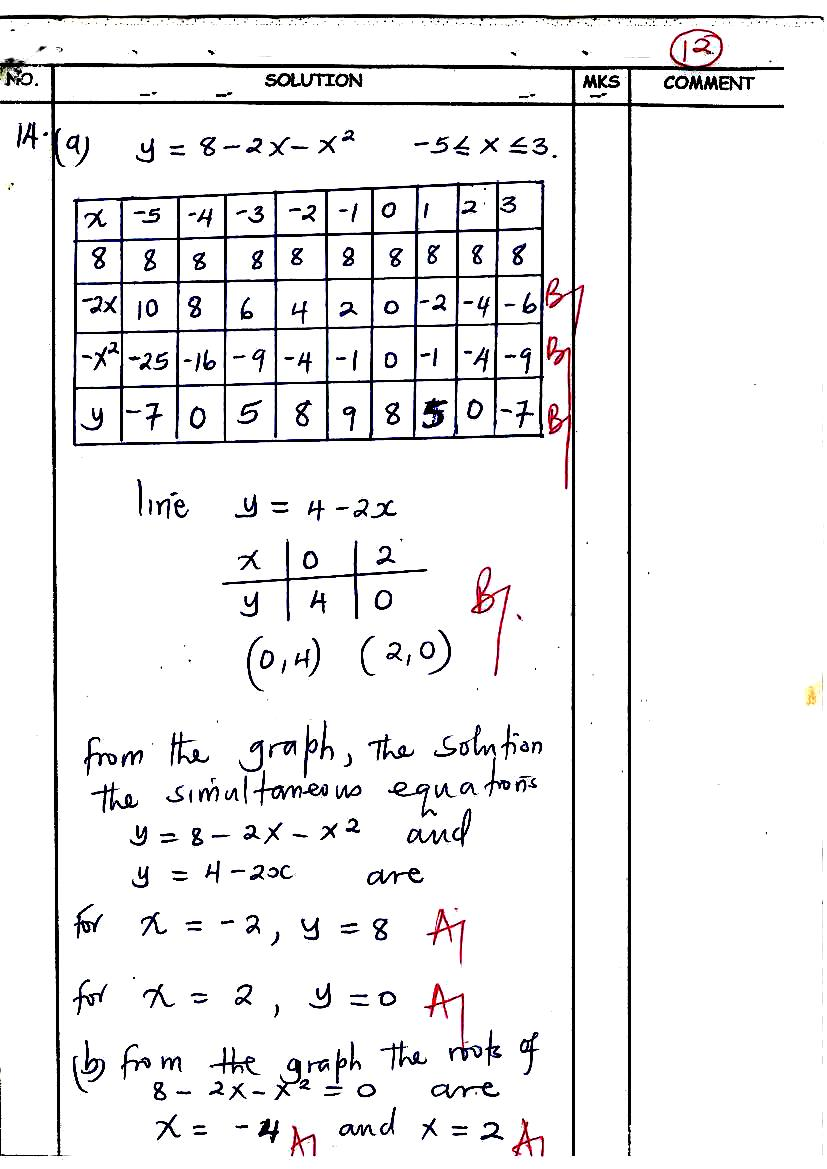 12
NO. SOLUTION MKS COMMENT
14. (a) y = 8 - 2x - x² -5 ≤ x ≤ 3.
x -5 -4 -3 -2 -1 0 1 2 3
8 8 8 8 8 8 8 8 8 8
-2x 10 8 6 4 2 0 -2 -4 -6 B1
-x² -25 -16 -9 -4 -1 0 -1 -4 -9 B1
y -7 0 5 8 9 8 5 0 -7 B1
line y = 4 - 2x
x 0 2
y 4 0 B1.
(0,4) (2,0)
from the graph, the solution
the simultaneous equations
y = 8 - 2x - x² and
y = 4 - 2x are
for x = -2, y = 8 A1
for x = 2, y = 0 A1
(b) from the graph the roots of
8 - 2x - x² = 0 are
x = -4 A1 and x = 2 A1